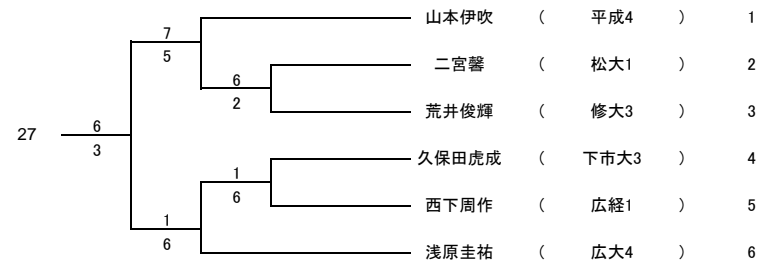 山本伊吹 ( 平成4 ) 1
7
5
二宮馨 ( 松大1 ) 2
6
2
荒井俊輝 ( 修大3 ) 3
27
6
3
久保田虎成 ( 下市大3 ) 4
1
6
西下周作 ( 広経1 ) 5
1
6
浅原圭祐 ( 広大4 ) 6